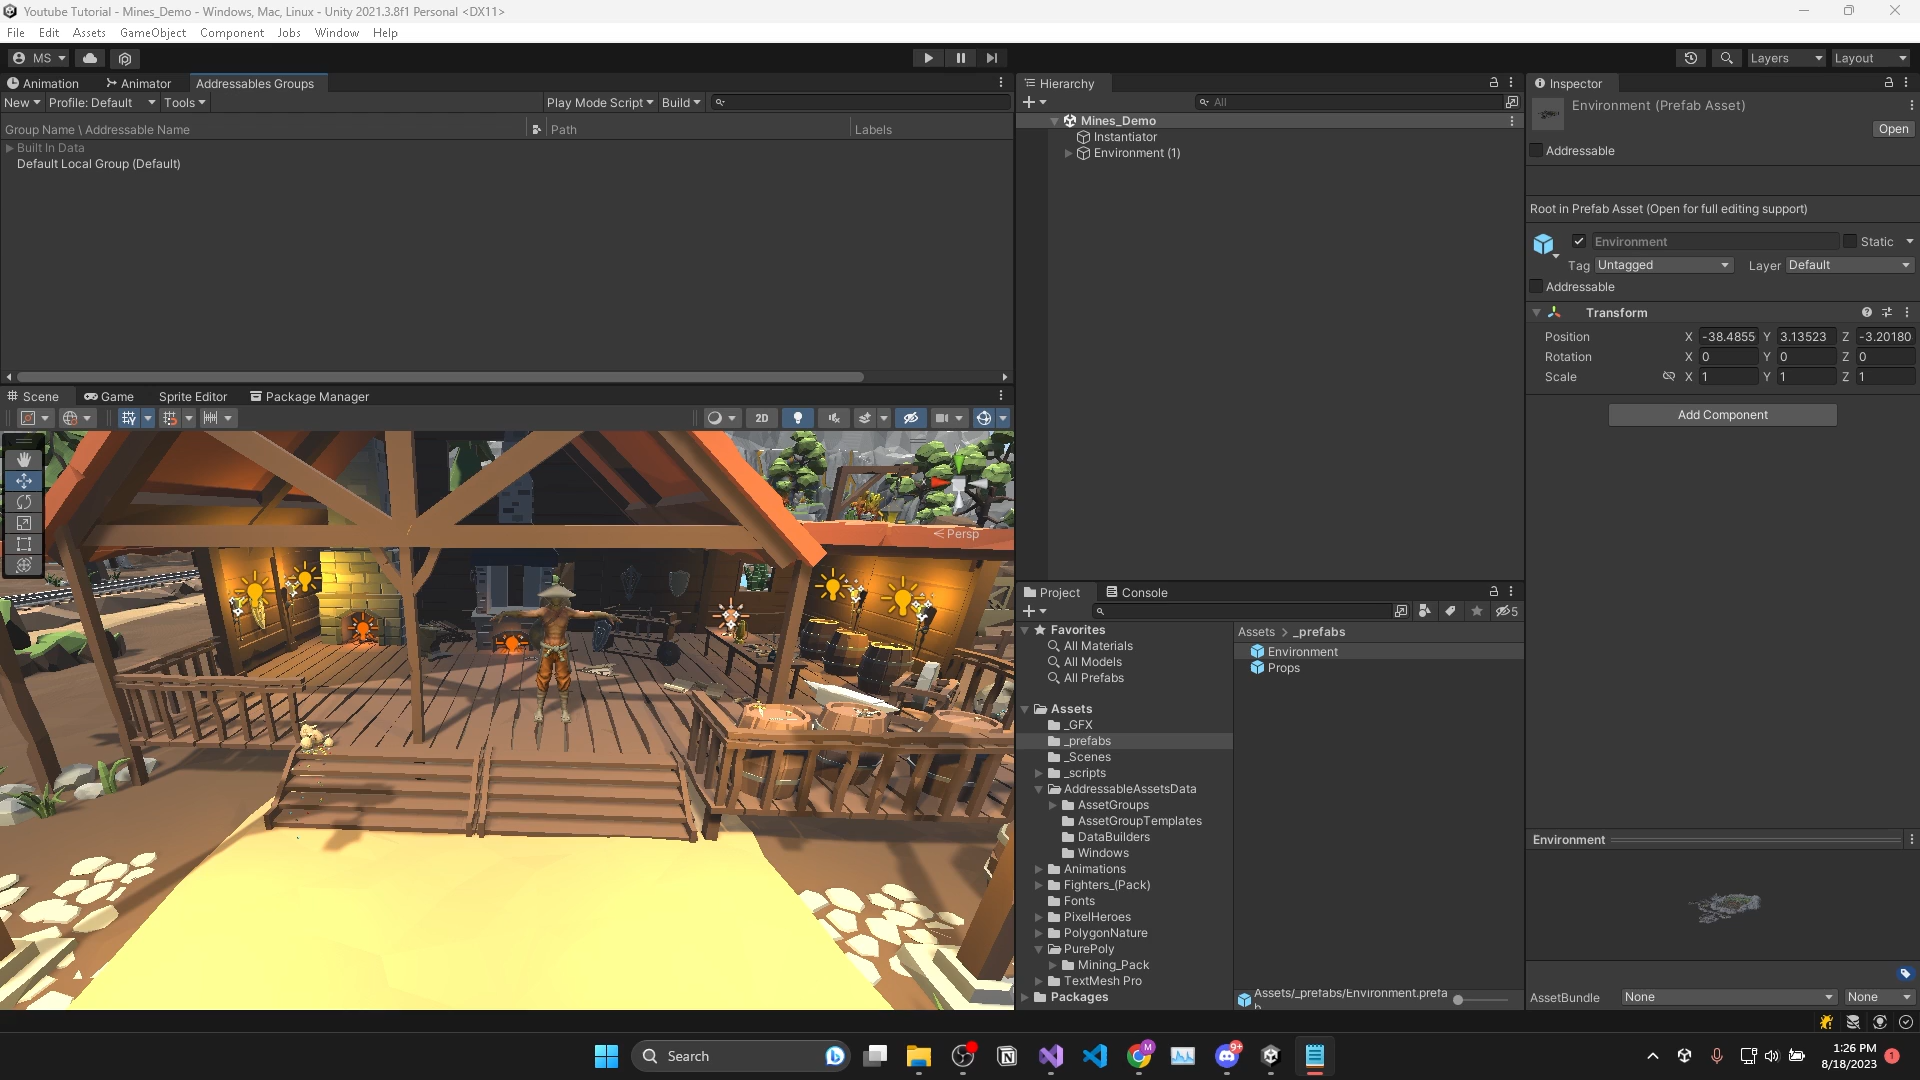 Youtube Tutorial - Mines_Demo - Windows, Mac, Linux - Unity 2021.3.8f1 Personal <DX11>
File Edit Assets GameObject Component Jobs Window Help
MS Layers Layout
Animation Animator Addressables Groups
New Profile: Default Tools Play Mode Script Build
Group Name \ Addressable Name Path Labels
Built In Data
Default Local Group (Default)
Scene Game Sprite Editor Package Manager
2D
Persp
Hierarchy
All
Mines_Demo
Instantiator
Environment (1)
Project Console
5
Favorites
All Materials
All Models
All Prefabs
Assets
_GFX
_prefabs
_Scenes
_scripts
AddressableAssetsData
AssetGroups
AssetGroupTemplates
DataBuilders
Windows
Animations
Fighters_(Pack)
Fonts
PixelHeroes
PolygonNature
PurePoly
Mining_Pack
TextMesh Pro
Packages
Assets > _prefabs
Environment
Props
Assets/_prefabs/Environment.prefa
b
Inspector
Environment (Prefab Asset)
Open
Addressable
Root in Prefab Asset (Open for full editing support)
Environment Static
Tag Untagged Layer Default
Addressable
Transform
Position X -38.4855 Y 3.13523 Z -3.20180
Rotation X 0 Y 0 Z 0
Scale X 1 Y 1 Z 1
Add Component
Environment
AssetBundle None None
Search
M
9+
1:26 PM
8/18/2023
1